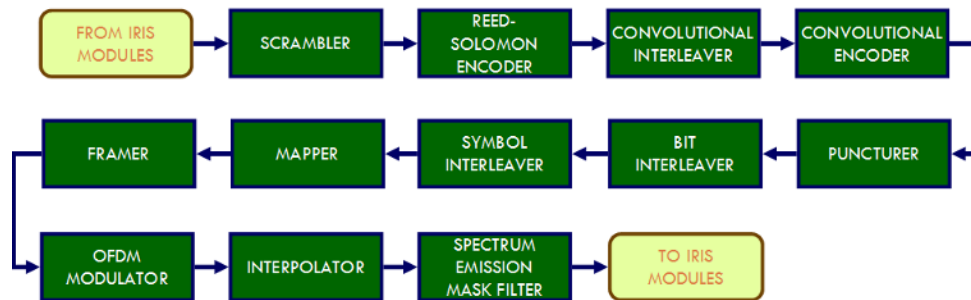 FROM IRIS
MODULES
SCRAMBLER
REED-
SOLOMON
ENCODER
CONVOLUTIONAL
INTERLEAVER
CONVOLUTIONAL
ENCODER
FRAMER
MAPPER
SYMBOL
INTERLEAVER
BIT
INTERLEAVER
PUNCTURER
OFDM
MODULATOR
INTERPOLATOR
SPECTRUM
EMISSION
MASK FILTER
TO IRIS
MODULES